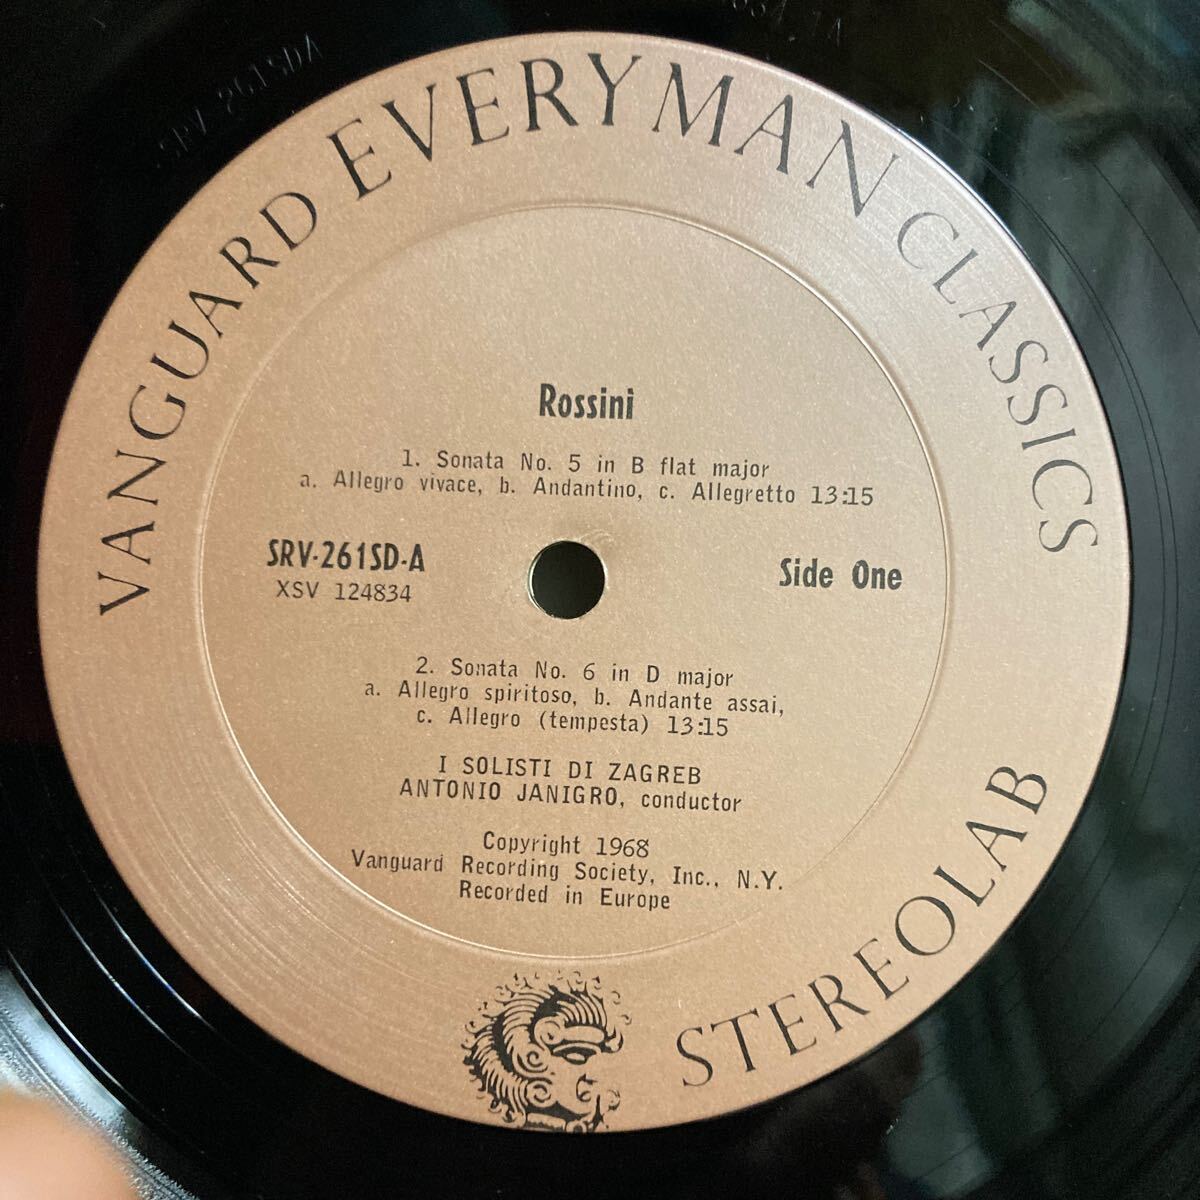 SRV-261SDA
VANGUARD EVERYMAN CLASSICS
Rossini
1. Sonata No. 5 in B flat major
a. Allegro vivace, b. Andantino, c. Allegretto 13:15
SRV-261SD-A
XSV 124834
Side One
2. Sonata No. 6 in D major
a. Allegro spiritoso, b. Andante assai,
c. Allegro (tempesta) 13:15
I SOLISTI DI ZAGREB
ANTONIO JANIGRO, conductor
Copyright 1968
Vanguard Recording Society, Inc., N.Y.
Recorded in Europe
STEREOLAB